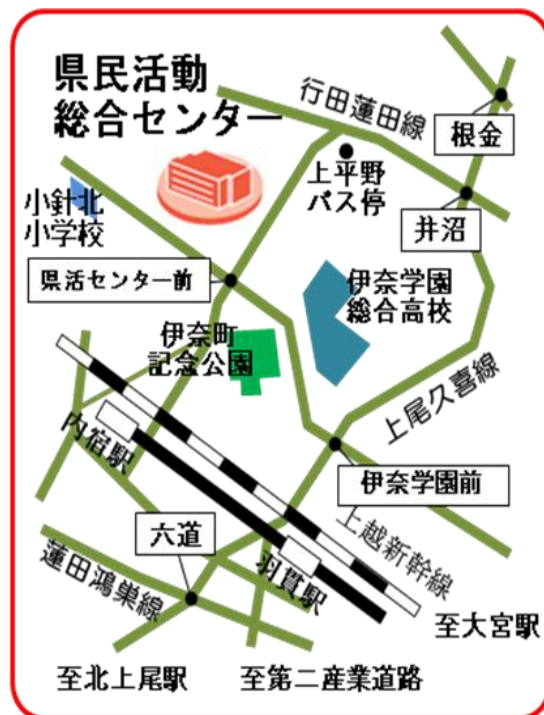 県民活動
総合センター
行田蓮田線
根金
上平野
バス停
井沼
小針北
小学校
県活センター前
伊奈学園
総合高校
伊奈町
記念公園
上尾久喜線
内宿駅
伊奈学園前
六道
上越新幹線
羽貫駅
蓮田鴻巣線
至大宮駅
至北上尾駅
至第二産業道路